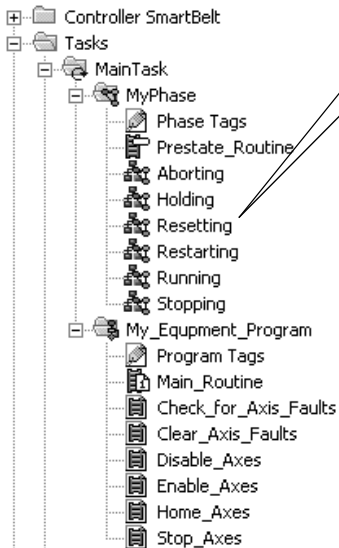 Controller SmartBelt
Tasks
MainTask
MyPhase
Phase Tags
Prestate_Routine
Aborting
Holding
Resetting
Restarting
Running
Stopping
My_Equpment_Program
Program Tags
Main_Routine
Check_for_Axis_Faults
Clear_Axis_Faults
Disable_Axes
Enable_Axes
Home_Axes
Stop_Axes